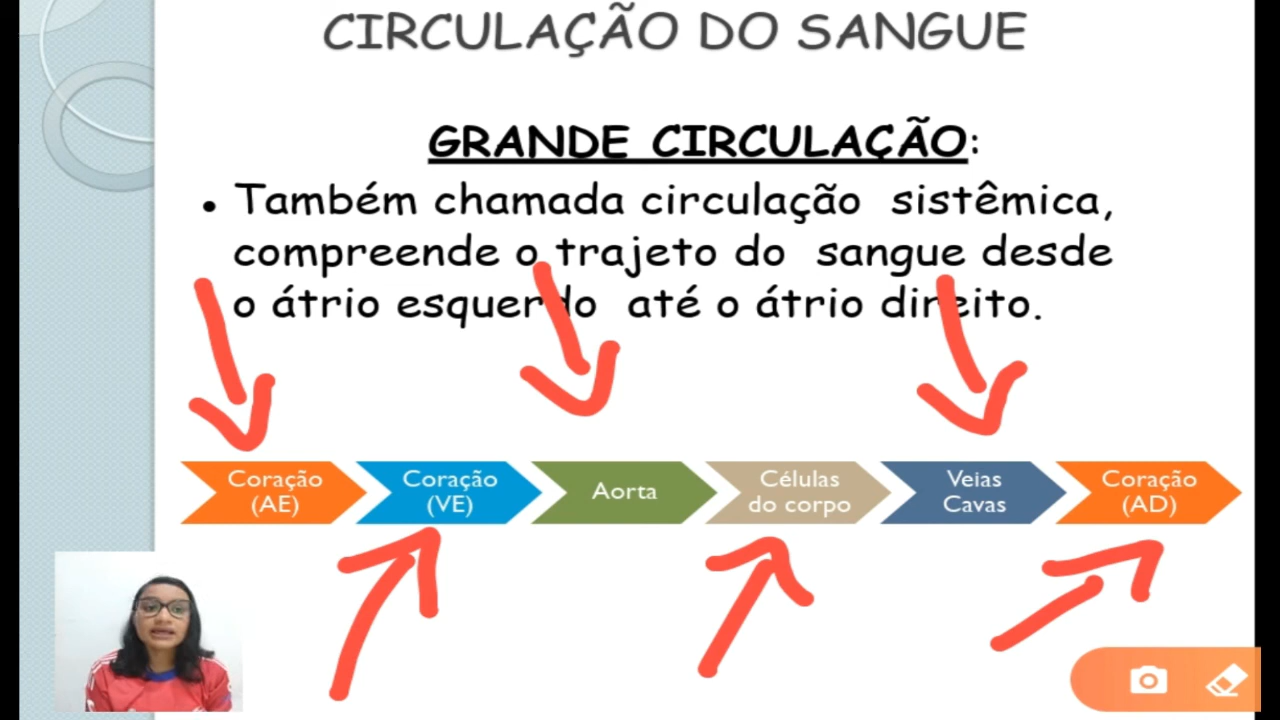 CIRCULAÇÃO DO SANGUE
GRANDE CIRCULAÇÃO:
• Também chamada circulação sistêmica,
compreende o trajeto do sangue desde
o átrio esquerdo até o átrio direito.
Coração
(AE)
Coração
(VE)
Aorta
Células
do corpo
Veias
Cavas
Coração
(AD)